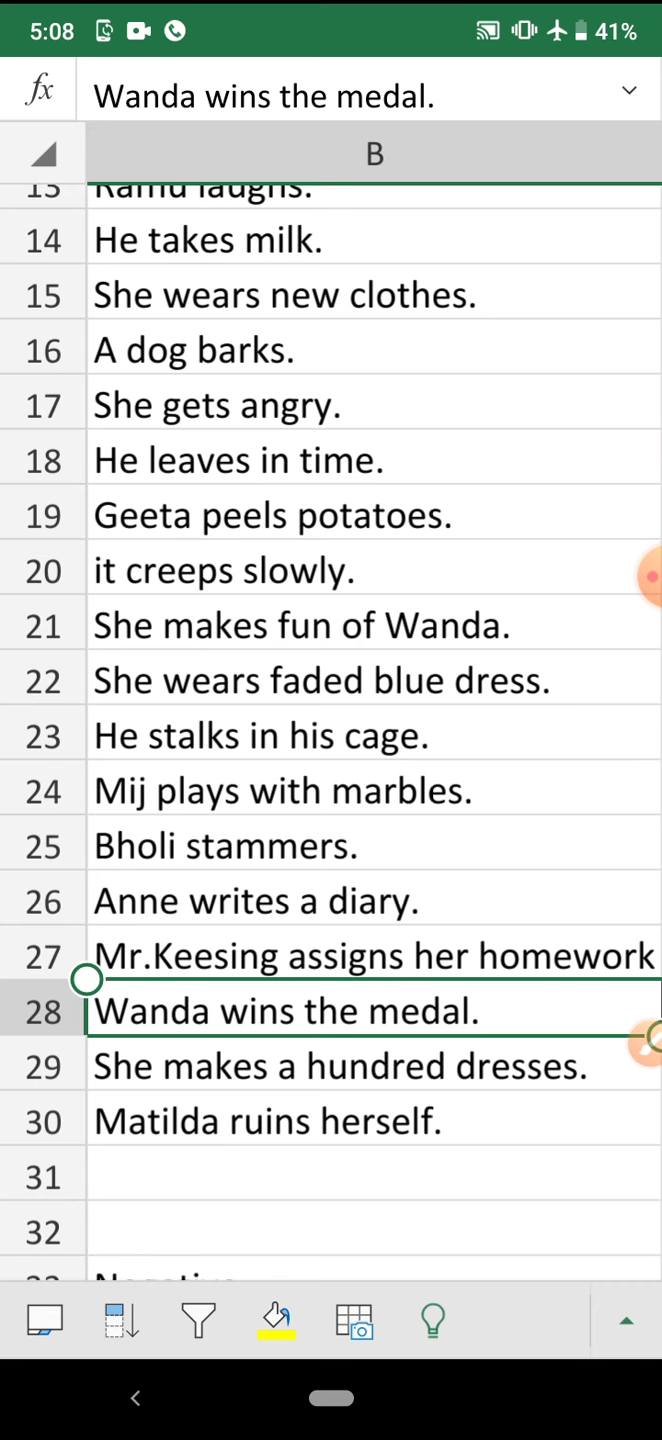 5:08 41%
fx Wanda wins the medal.
B
13 Ramu laughs.
14 He takes milk.
15 She wears new clothes.
16 A dog barks.
17 She gets angry.
18 He leaves in time.
19 Geeta peels potatoes.
20 it creeps slowly.
21 She makes fun of Wanda.
22 She wears faded blue dress.
23 He stalks in his cage.
24 Mij plays with marbles.
25 Bholi stammers.
26 Anne writes a diary.
27 Mr.Keesing assigns her homework
28 Wanda wins the medal.
29 She makes a hundred dresses.
30 Matilda ruins herself.
31
32